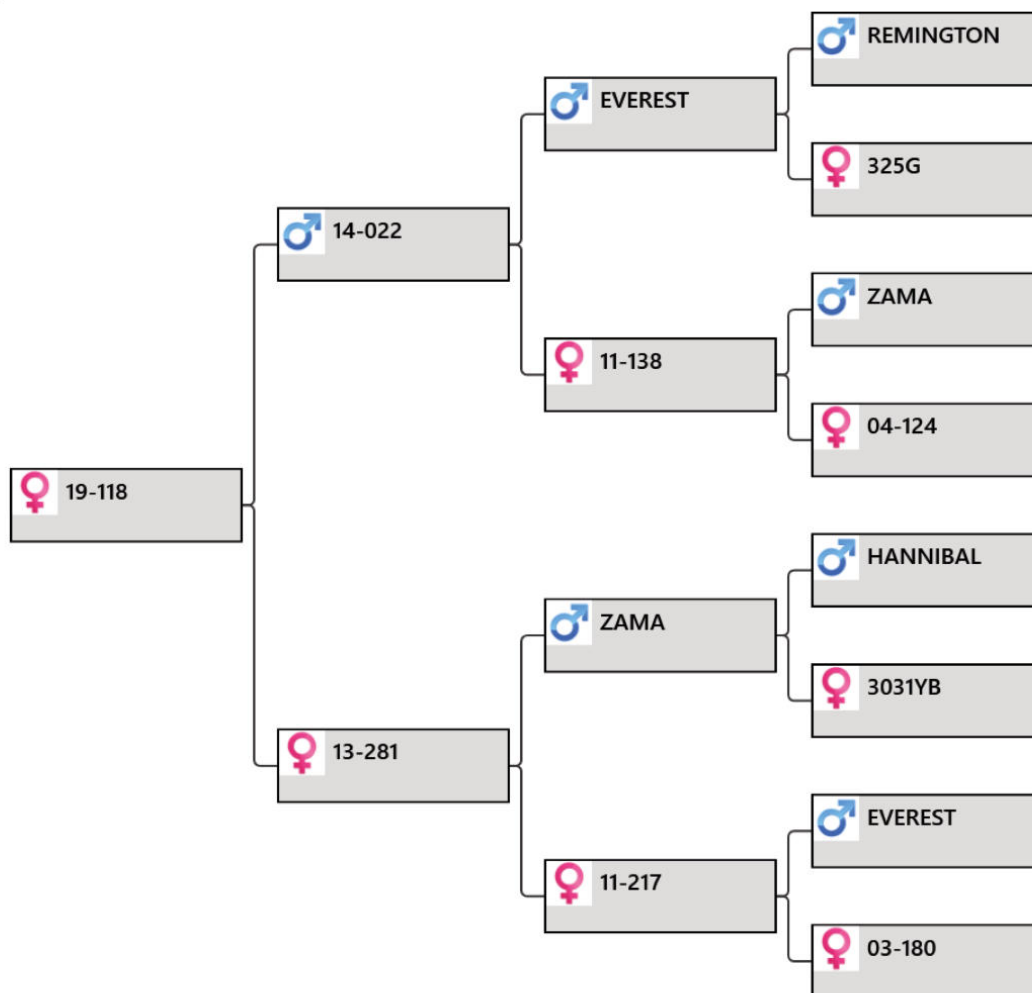 REMINGTON
EVEREST
325G
14-022
ZAMA
11-138
04-124
19-118
HANNIBAL
ZAMA
3031YB
13-281
EVEREST
11-217
03-180